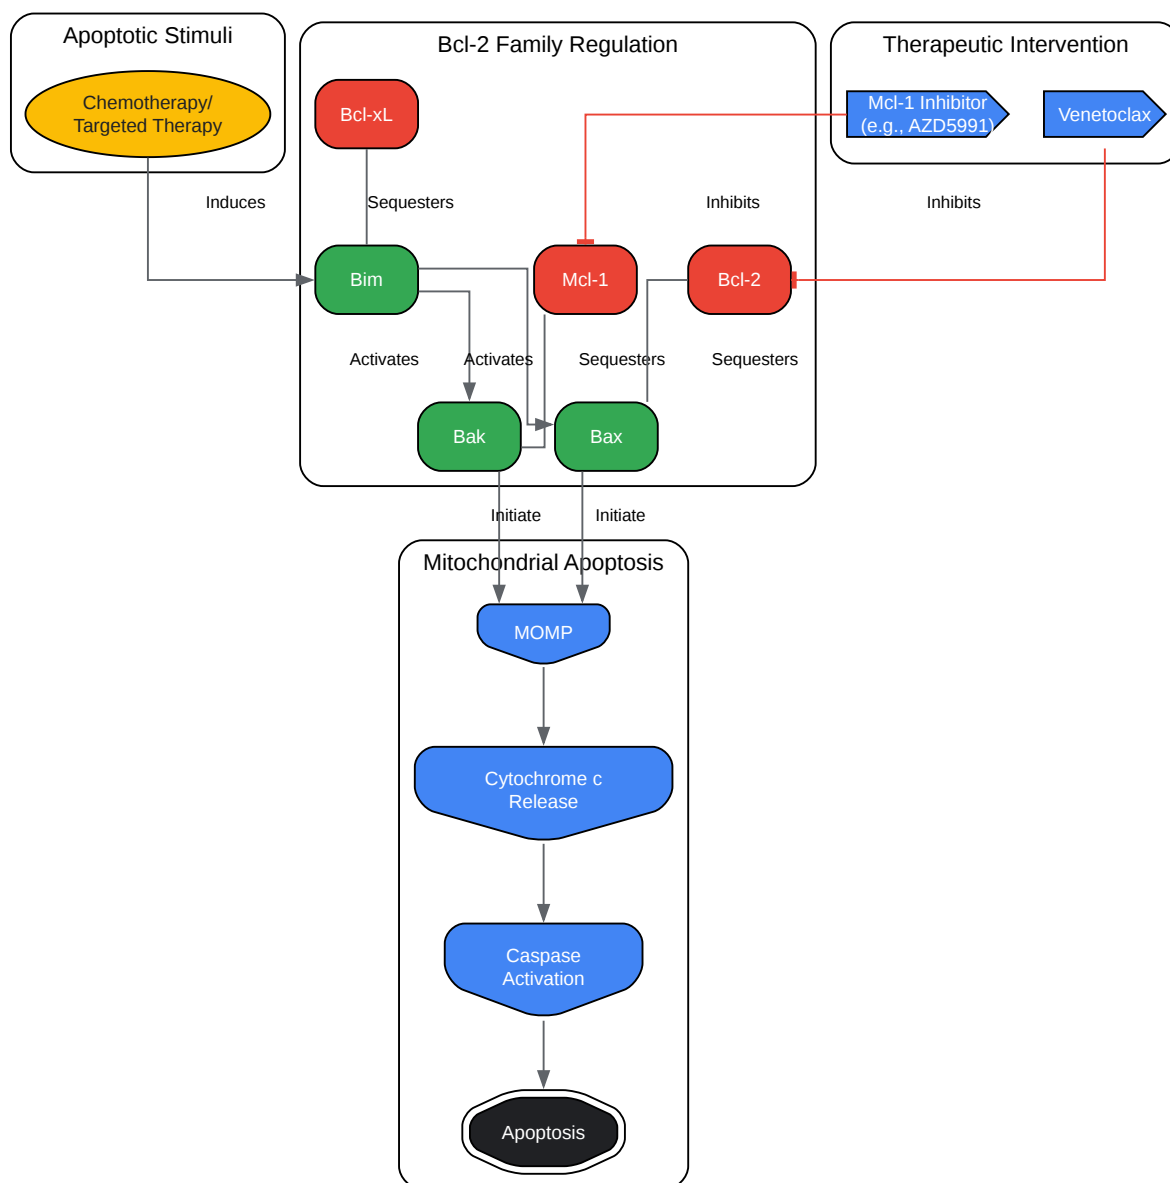 Apoptotic Stimuli
Bcl-2 Family Regulation
Therapeutic Intervention
Chemotherapy/
Targeted Therapy
Bcl-xL
Mcl-1 Inhibitor
(e.g., AZD5991)
Venetoclax
Induces
Sequesters
Inhibits
Inhibits
Bim
Mcl-1
Bcl-2
Activates
Activates
Sequesters
Sequesters
Bak
Bax
Initiate
Initiate
Mitochondrial Apoptosis
MOMP
Cytochrome c
Release
Caspase
Activation
Apoptosis